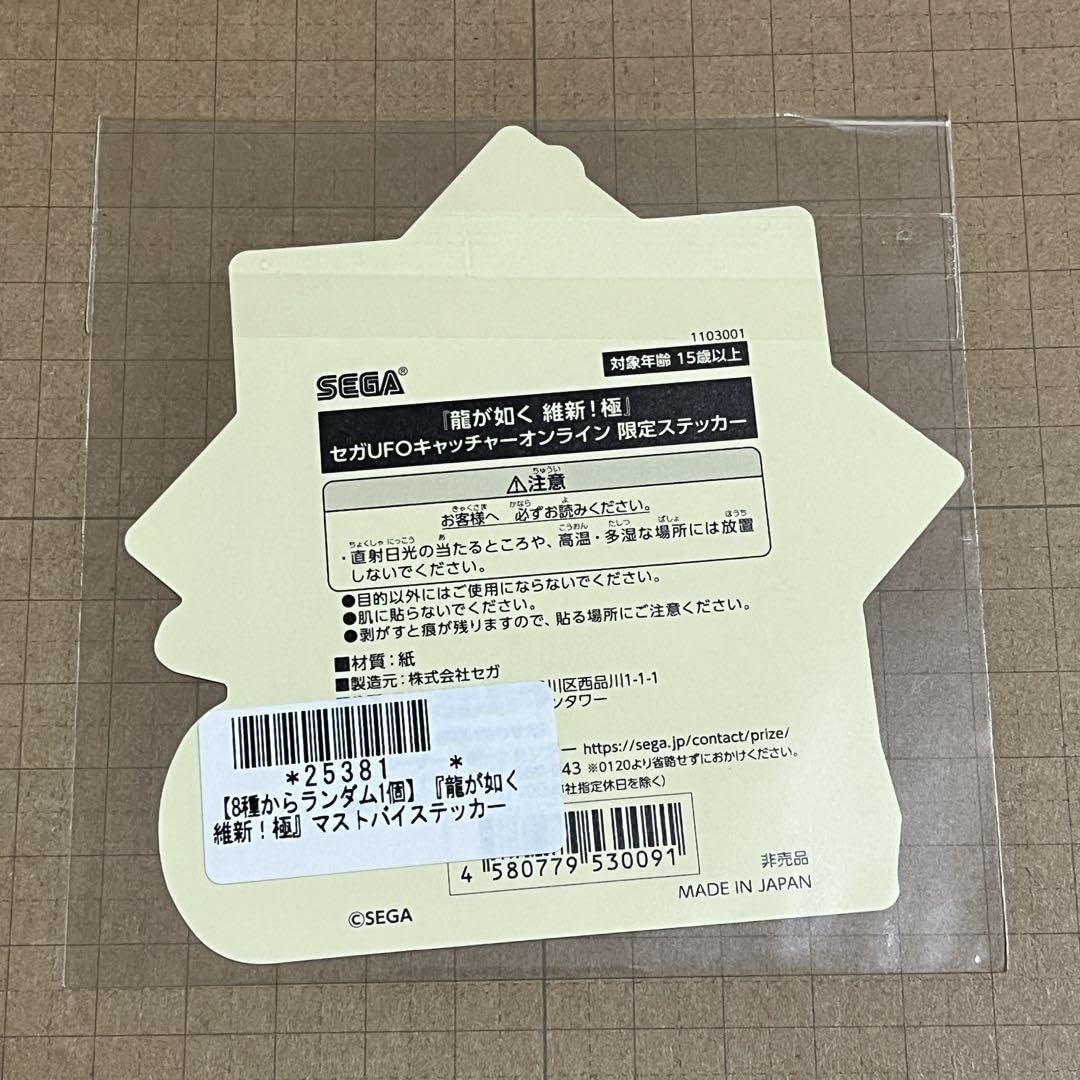 1103001
対象年齢 15歳以上
SEGA®
『龍が如く 維新！極』
セガUFOキャッチャーオンライン 限定ステッカー
⚠注意
ちゅうい
お客様へ 必ずお読みください。
きゃくさま かなら よ
・直射日光の当たるところや、高温・多湿な場所には放置
ちょくしゃ にっこう あ こうおん たしつ ばしょ ほうち
しないでください。
●目的以外にはご使用にならないでください。
●肌に貼らないでください。
●剥がすと痕が残りますので、貼る場所にご注意ください。
■材質：紙
■製造元：株式会社セガ
川区西品川1-1-1
ンタワー
ー https://sega.jp/contact/prize/
43 ※0120より省略せずにおかけください。
社指定休日を除く）
*25381 *
【8種からランダム1個】『龍が如く
維新！極』マストバイステッカー
4 580779 530091
非売品
MADE IN JAPAN
©SEGA